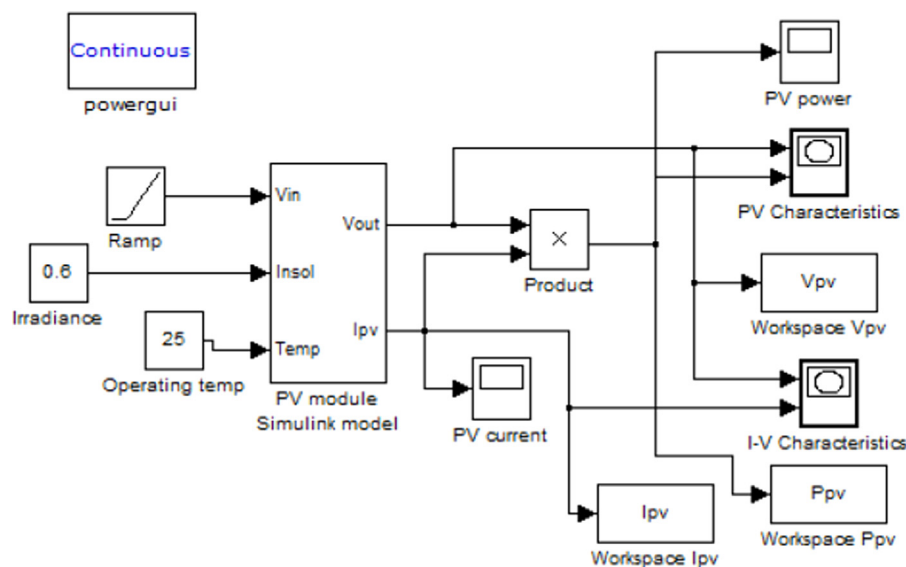 Continuous
powergui
PV power
Vin
Ramp
Vout
PV Characteristics
0.6
Insol
×
Irradiance
Product
Vpv
Workspace Vpv
25
Temp
Ipv
Operating temp
PV module
Simulink model
PV current
I-V Characteristics
Ppv
Workspace Ppv
Ipv
Workspace Ipv